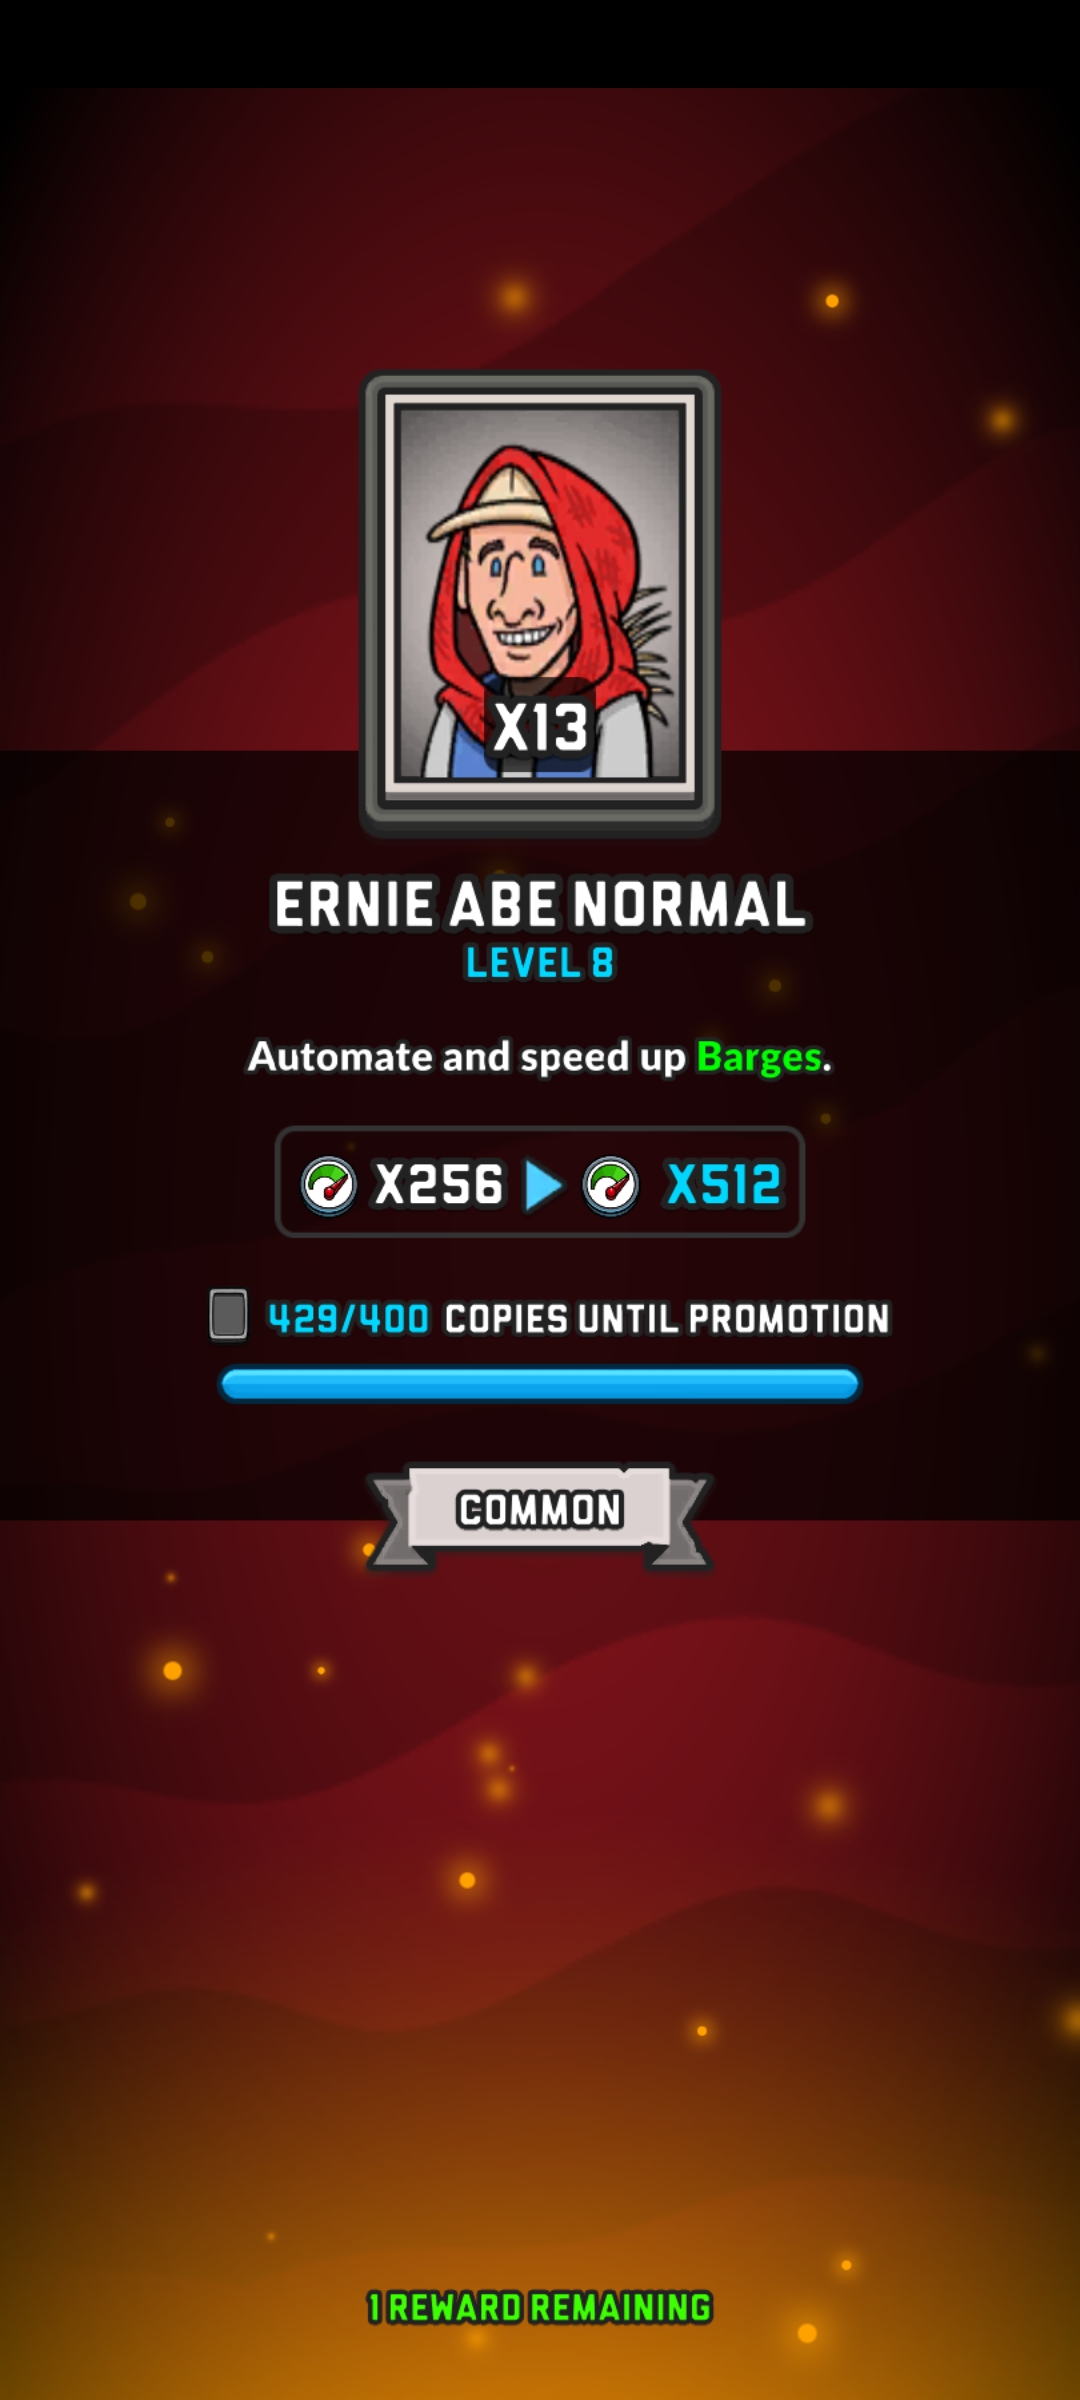 X13
ERNIE ABE NORMAL
LEVEL 8
Automate and speed up Barges.
X256 X512
429/400 COPIES UNTIL PROMOTION
COMMON
1 REWARD REMAINING